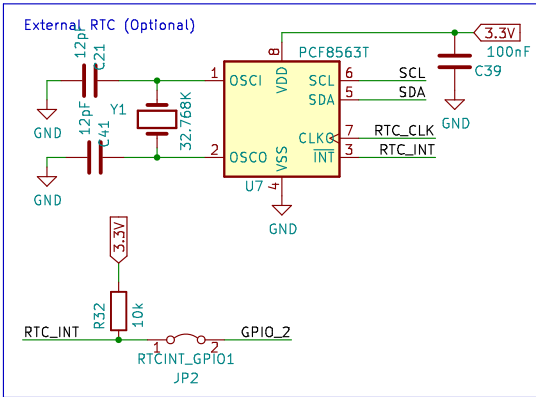 External RTC (Optional)
12pF
C21
3.3V
8
VDD
PCF8563T
100nF
C39
GND
1
OSCI
SCL
6
SCL
SDA
5
SDA
GND
12pF
C41
Y1
32.768K
CLKO
7
RTC_CLK
2
OSCO
VSS
INT
3
RTC_INT
U7
4
GND
GND
3.3V
R32
10k
RTC_INT
1
2
GPIO_2
RTCINT_GPIO1
JP2